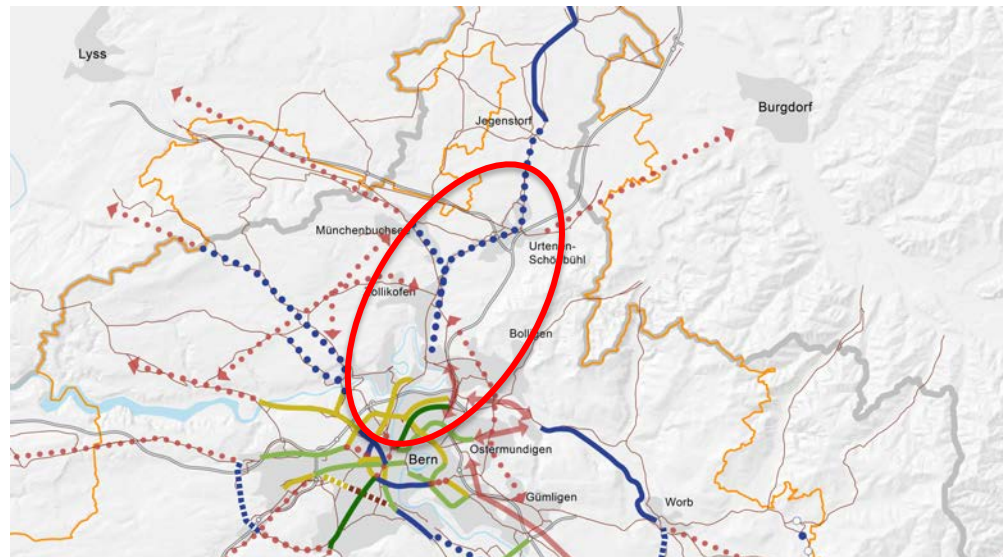 Lyss
Burgdorf
Jegenstorf
Münchenbuchsee
Urtenen-
Schönbühl
Zollikofen
Bolligen
Ostermundigen
Bern
Gümligen
Worb